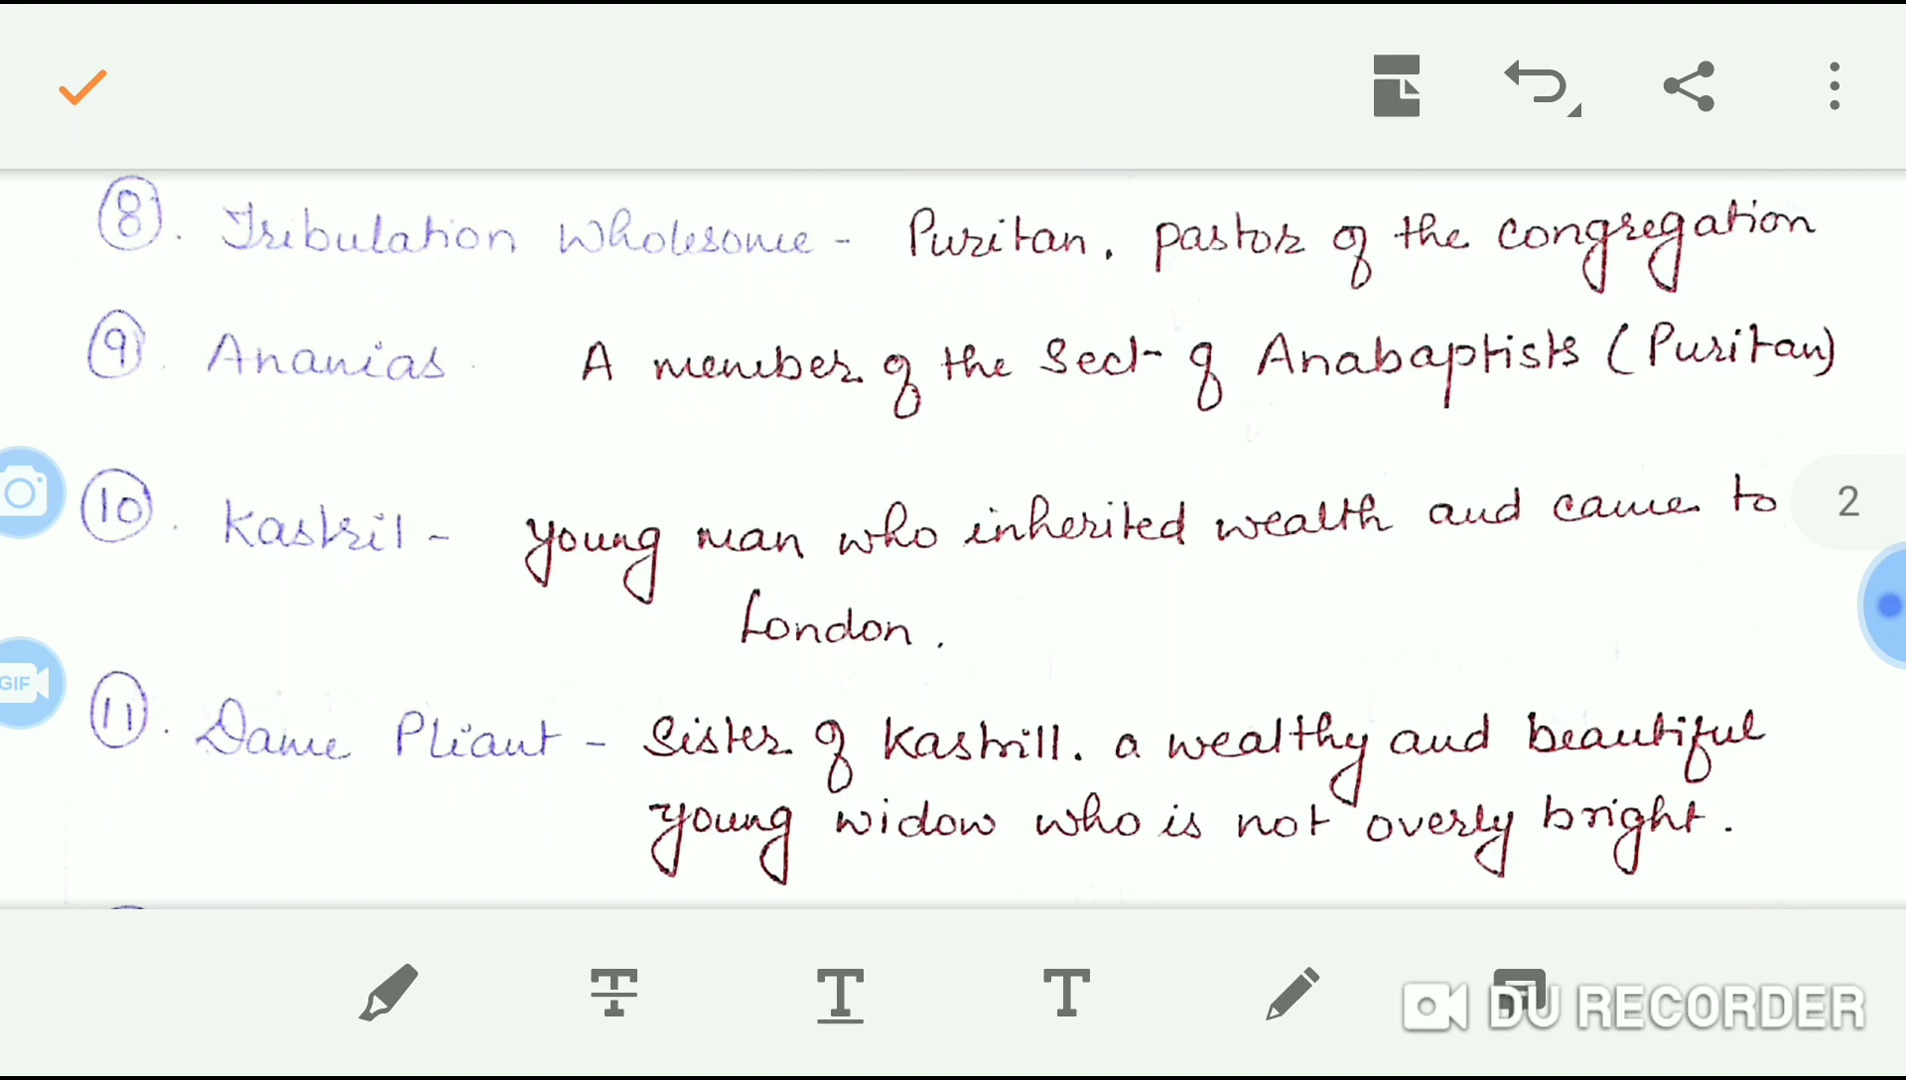 8. Tribulation Wholesome - Puritan. pastor of the congregation
9. Ananias. A member of the Sect of Anabaptists (Puritan)
10. Kastril - young man who inherited wealth and came to
2
London.
GIF
11. Dame Pliant - Sister of Kastrill. a wealthy and beautiful
young widow who is not overly bright.
T T T
DU RECORDER